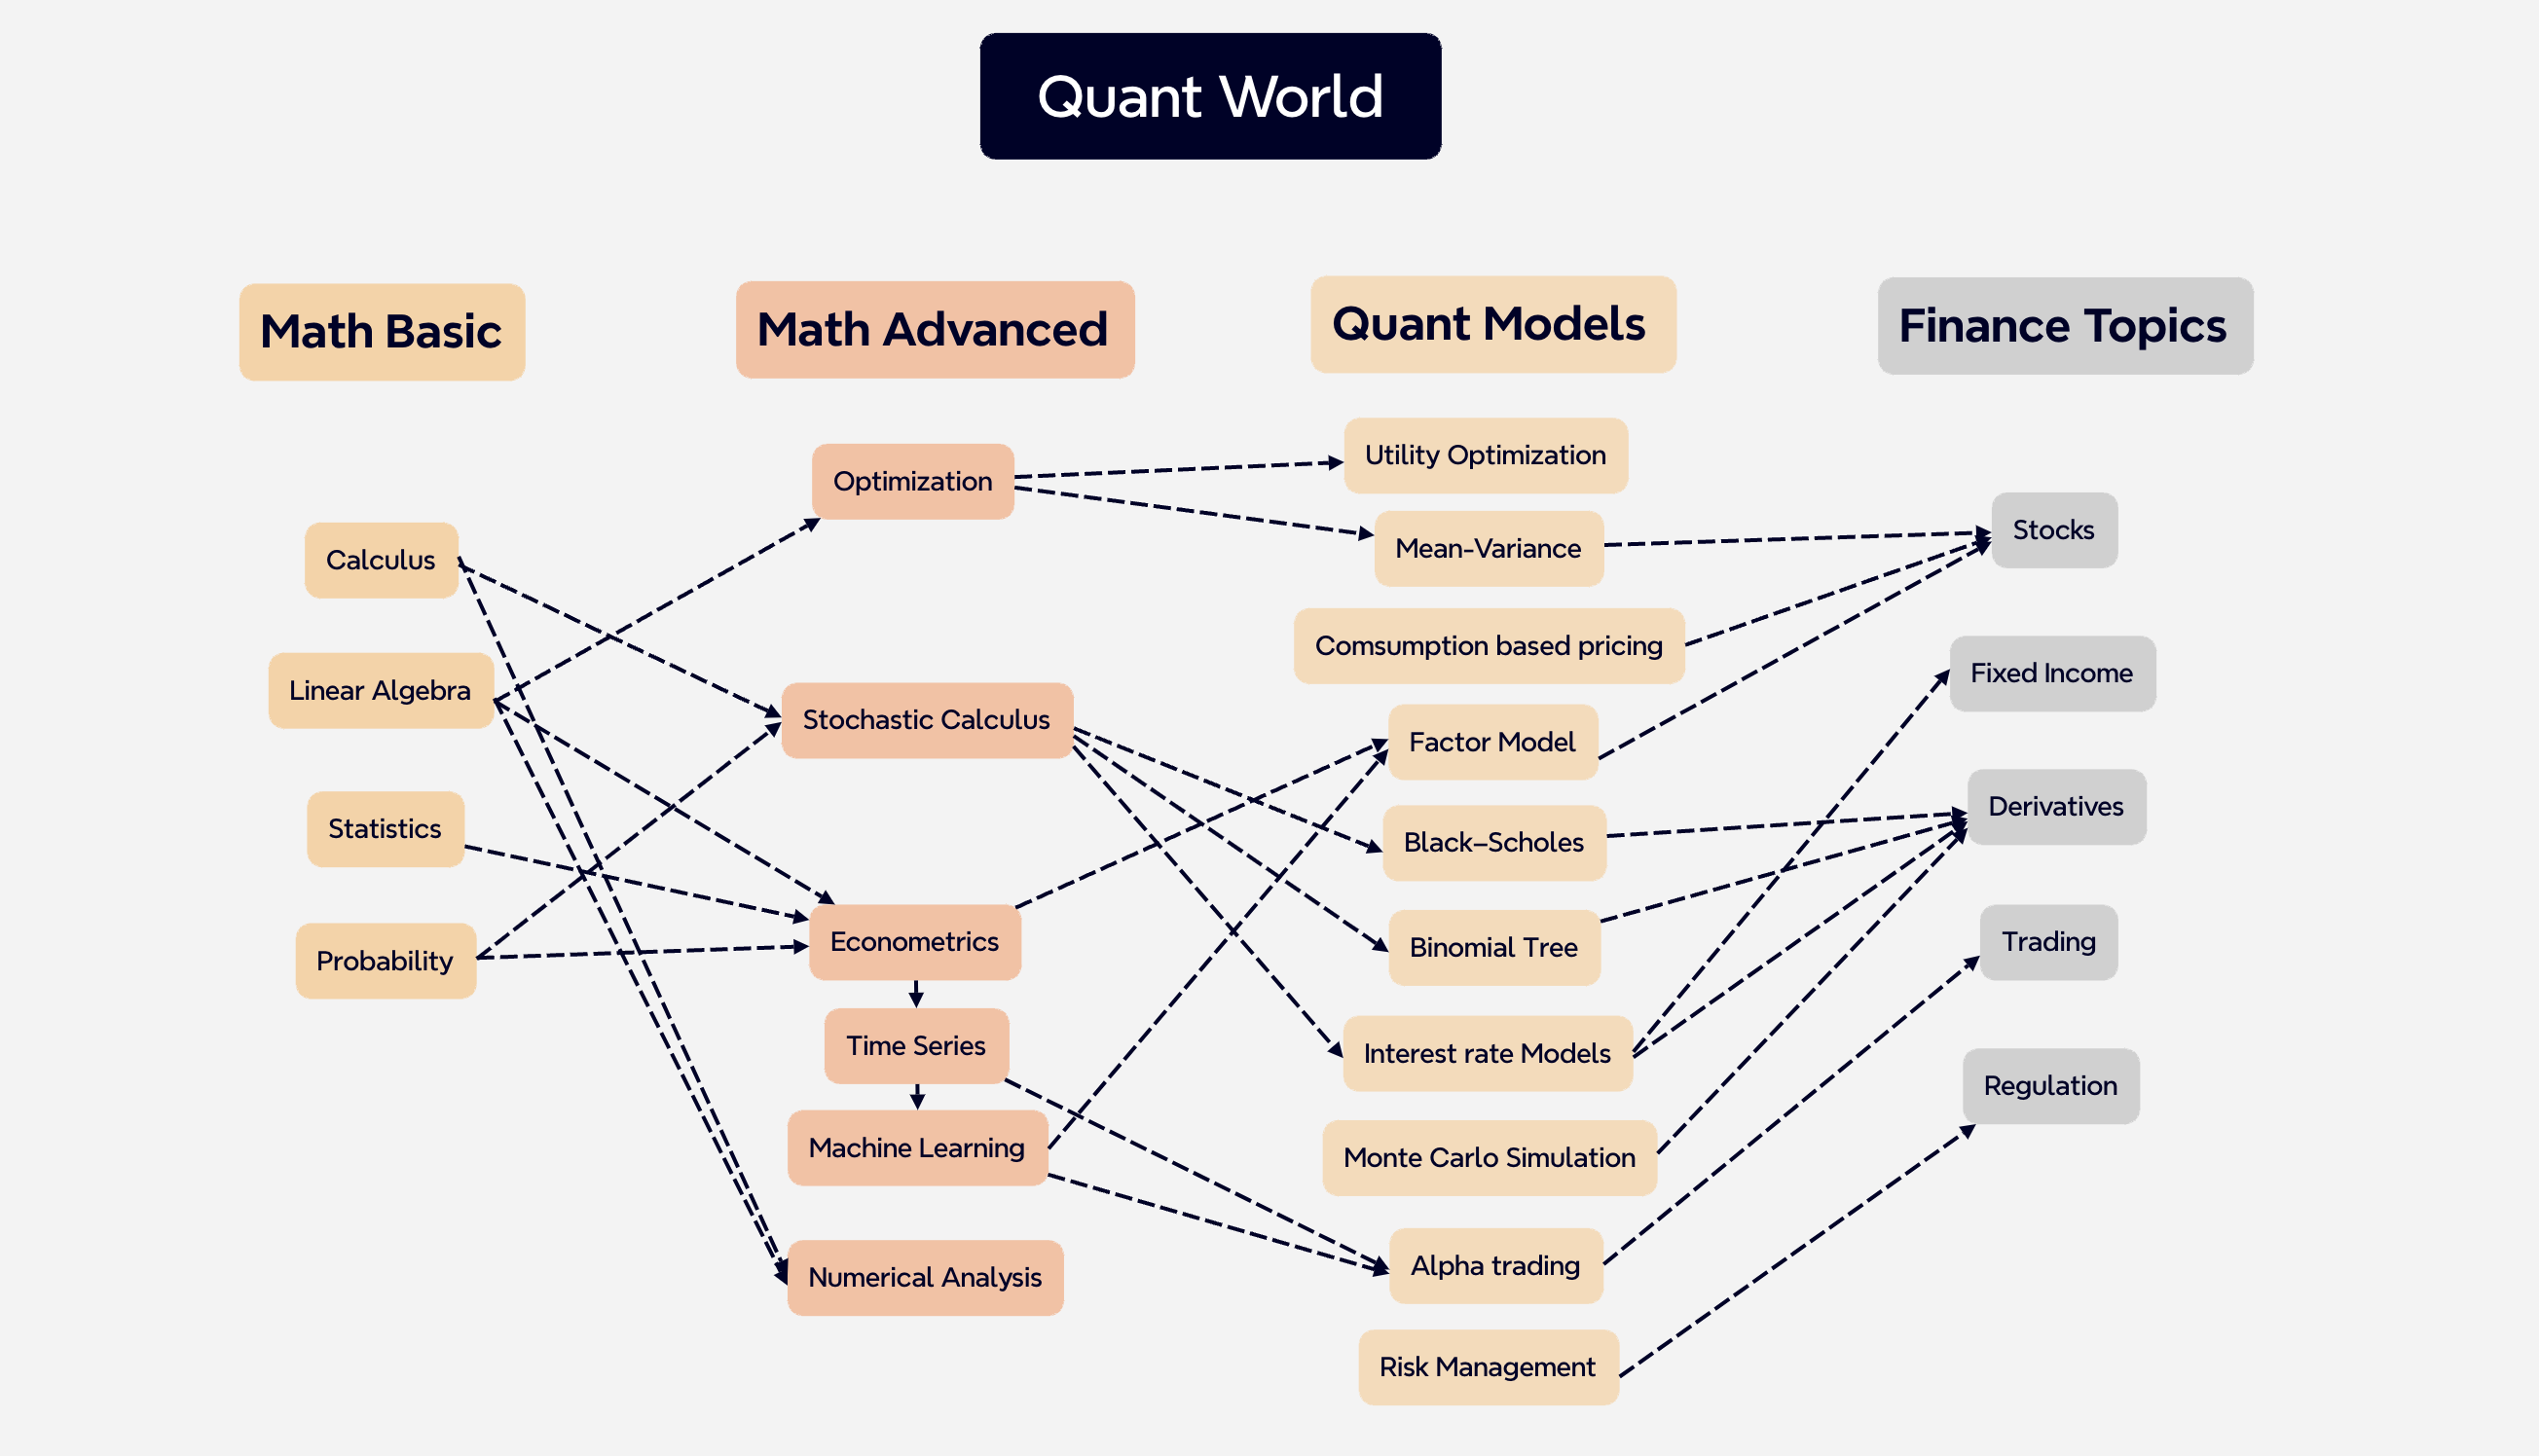 Quant World
Math Basic
Math Advanced
Quant Models
Finance Topics
Calculus
Linear Algebra
Statistics
Probability
Optimization
Stochastic Calculus
Econometrics
Time Series
Machine Learning
Numerical Analysis
Utility Optimization
Mean-Variance
Comsumption based pricing
Factor Model
Black–Scholes
Binomial Tree
Interest rate Models
Monte Carlo Simulation
Alpha trading
Risk Management
Stocks
Fixed Income
Derivatives
Trading
Regulation